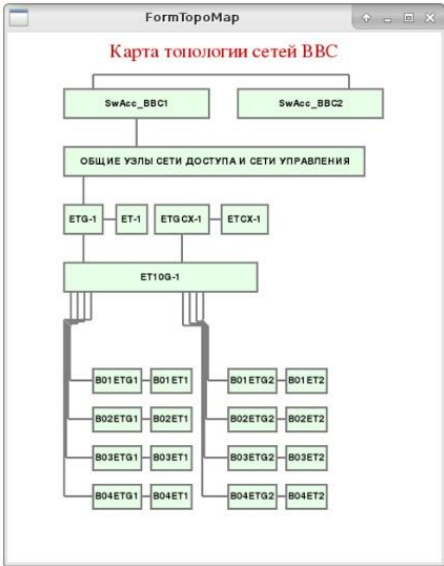 FormTopoMap
Карта топологии сетей ВВС
SwAcc_BBC1 SwAcc_BBC2
ОБЩИЕ УЗЛЫ СЕТИ ДОСТУПА И СЕТИ УПРАВЛЕНИЯ
ETG-1 ET-1 ETGCX-1 ETCX-1
ET10G-1
B01ETG1 B01ET1 B01ETG2 B01ET2
B02ETG1 B02ET1 B02ETG2 B02ET2
B03ETG1 B03ET1 B03ETG2 B03ET2
B04ETG1 B04ET1 B04ETG2 B04ET2